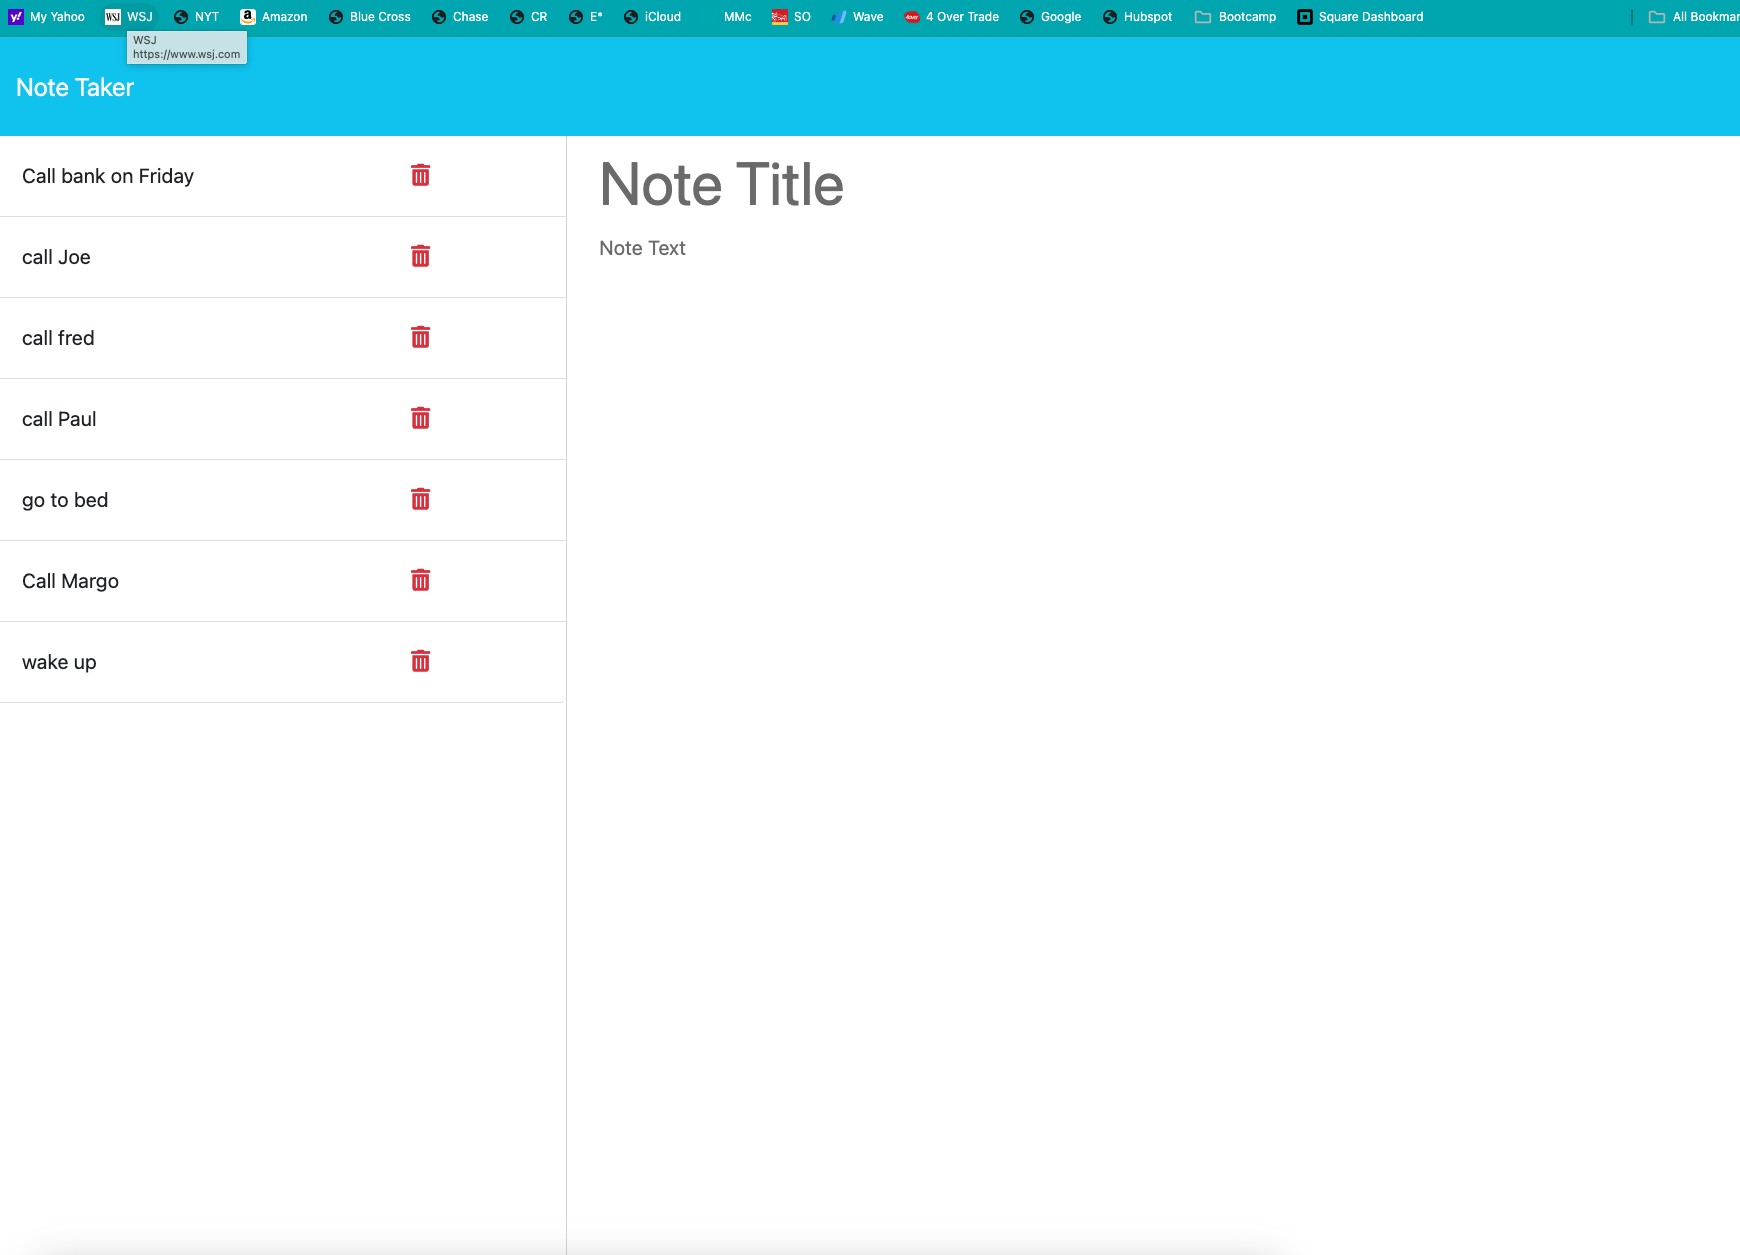 My Yahoo WSJ WSJ NYT a Amazon Blue Cross Chase CR E* iCloud MMc SO Wave 4over 4 Over Trade Google Hubspot Bootcamp Square Dashboard All Bookmar
WSJ
https://www.wsj.com
Note Taker
Call bank on Friday
call Joe
call fred
call Paul
go to bed
Call Margo
wake up
Note Title
Note Text